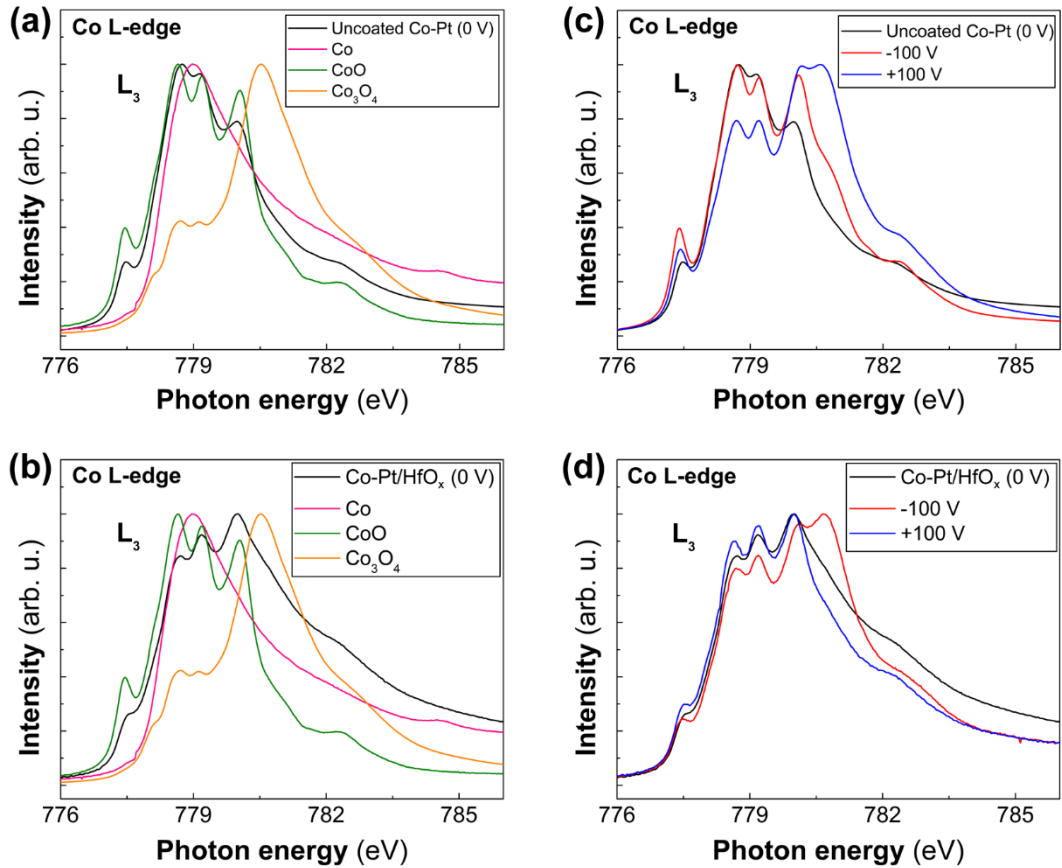 (a)
Co L-edge
L₃
Uncoated Co-Pt (0 V)
Co
CoO
Co₃O₄
Intensity (arb. u.)
776
779
782
785
Photon energy (eV)
(c)
Co L-edge
L₃
Uncoated Co-Pt (0 V)
-100 V
+100 V
Intensity (arb. u.)
776
779
782
785
Photon energy (eV)
(b)
Co L-edge
L₃
Co-Pt/HfOₓ (0 V)
Co
CoO
Co₃O₄
Intensity (arb. u.)
776
779
782
785
Photon energy (eV)
(d)
Co L-edge
L₃
Co-Pt/HfOₓ (0 V)
-100 V
+100 V
Intensity (arb. u.)
776
779
782
785
Photon energy (eV)